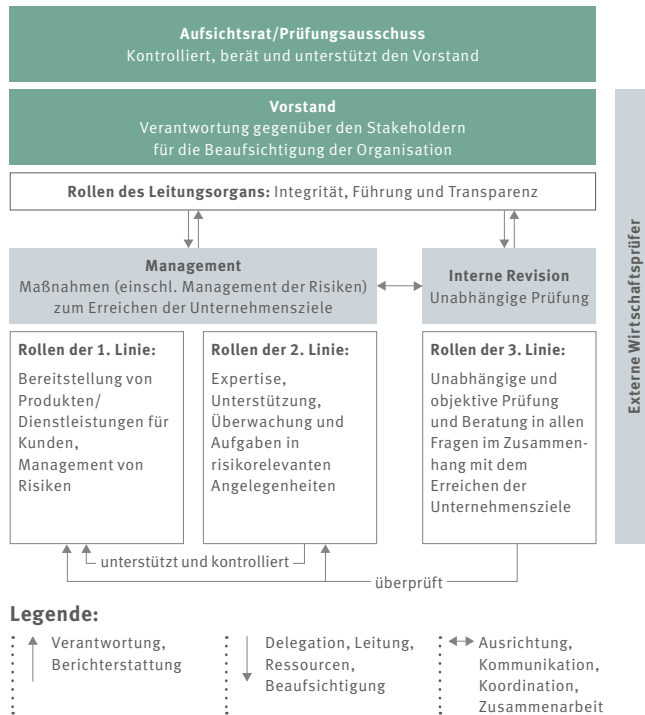 Aufsichtsrat/Prüfungsausschuss
Kontrolliert, berät und unterstützt den Vorstand
Vorstand
Verantwortung gegenüber den Stakeholdern
für die Beaufsichtigung der Organisation
Rollen des Leitungsorgans: Integrität, Führung und Transparenz
Management
Maßnahmen (einschl. Management der Risiken)
zum Erreichen der Unternehmensziele
Interne Revision
Unabhängige Prüfung
Rollen der 1. Linie:
Bereitstellung von
Produkten/
Dienstleistungen für
Kunden,
Management von
Risiken
Rollen der 2. Linie:
Expertise,
Unterstützung,
Überwachung und
Aufgaben in
risikorelevanten
Angelegenheiten
Rollen der 3. Linie:
Unabhängige und
objektive Prüfung
und Beratung in allen
Fragen im Zusammen-
hang mit dem
Erreichen der
Unternehmensziele
unterstützt und kontrolliert
überprüft
Externe Wirtschaftsprüfer
Legende:
Verantwortung,
Berichterstattung
Delegation, Leitung,
Ressourcen,
Beaufsichtigung
Ausrichtung,
Kommunikation,
Koordination,
Zusammenarbeit